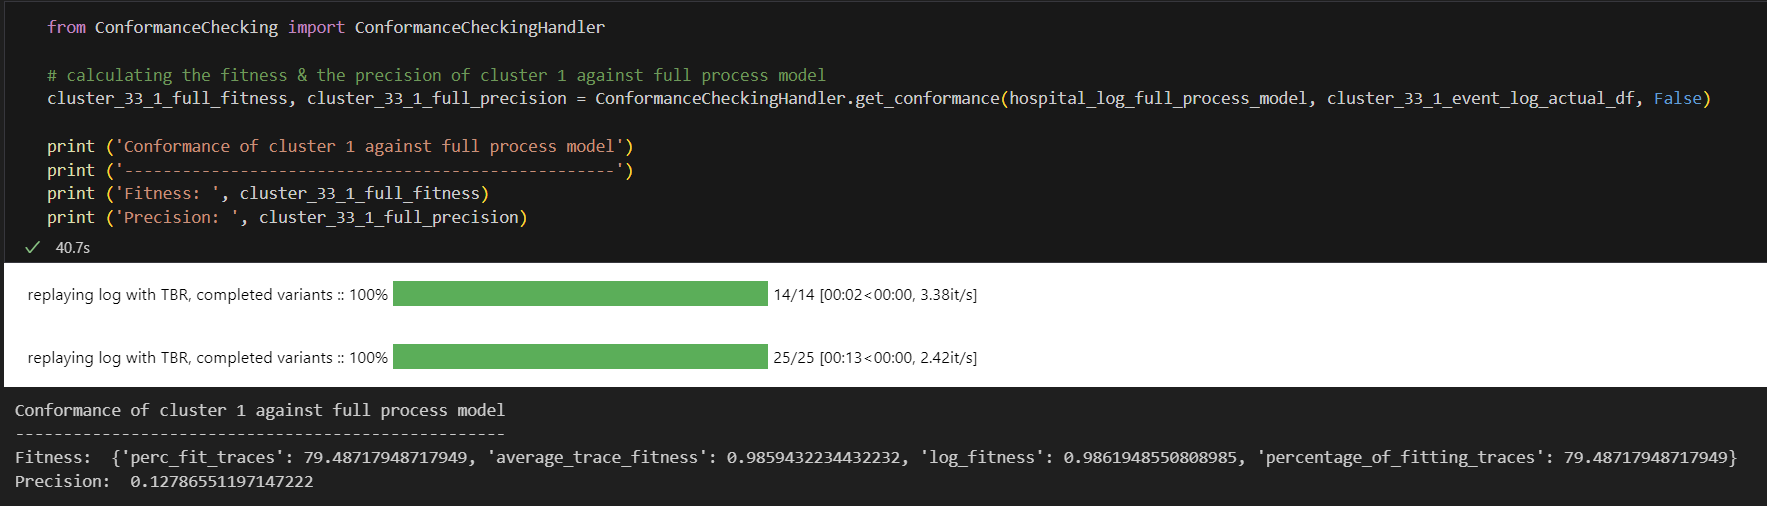 from ConformanceChecking import ConformanceCheckingHandler
# calculating the fitness & the precision of cluster 1 against full process model
cluster_33_1_full_fitness, cluster_33_1_full_precision = ConformanceCheckingHandler.get_conformance(hospital_log_full_process_model, cluster_33_1_event_log_actual_df, False)
print ('Conformance of cluster 1 against full process model')
print ('---------------------------------------------------')
print ('Fitness: ', cluster_33_1_full_fitness)
print ('Precision: ', cluster_33_1_full_precision)
✓ 40.7s
replaying log with TBR, completed variants :: 100% 14/14 [00:02<00:00, 3.38it/s]
replaying log with TBR, completed variants :: 100% 25/25 [00:13<00:00, 2.42it/s]
Conformance of cluster 1 against full process model
---------------------------------------------------
Fitness:  {'perc_fit_traces': 79.48717948717949, 'average_trace_fitness': 0.9859432234432232, 'log_fitness': 0.9861948550808985, 'percentage_of_fitting_traces': 79.48717948717949}
Precision:  0.12786551197147222